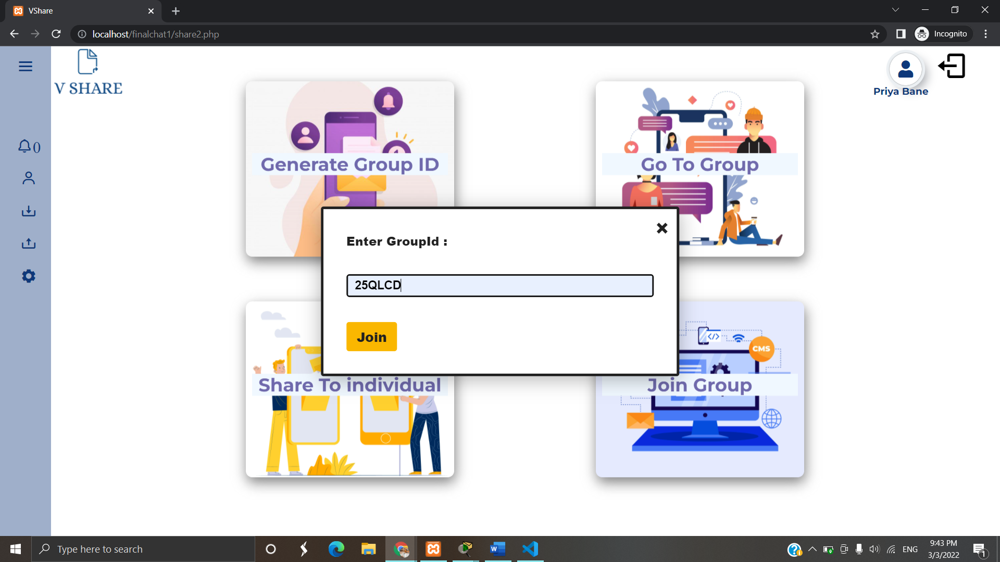 VShare
localhost/finalchat1/share2.php
Incognito
V SHARE
Priya Bane
0
Generate Group ID
Go To Group
Enter GroupId :
25QLCD
Join
Share To individual
Join Group
CMS
</>
Type here to search
ENG
9:43 PM
3/3/2022
1